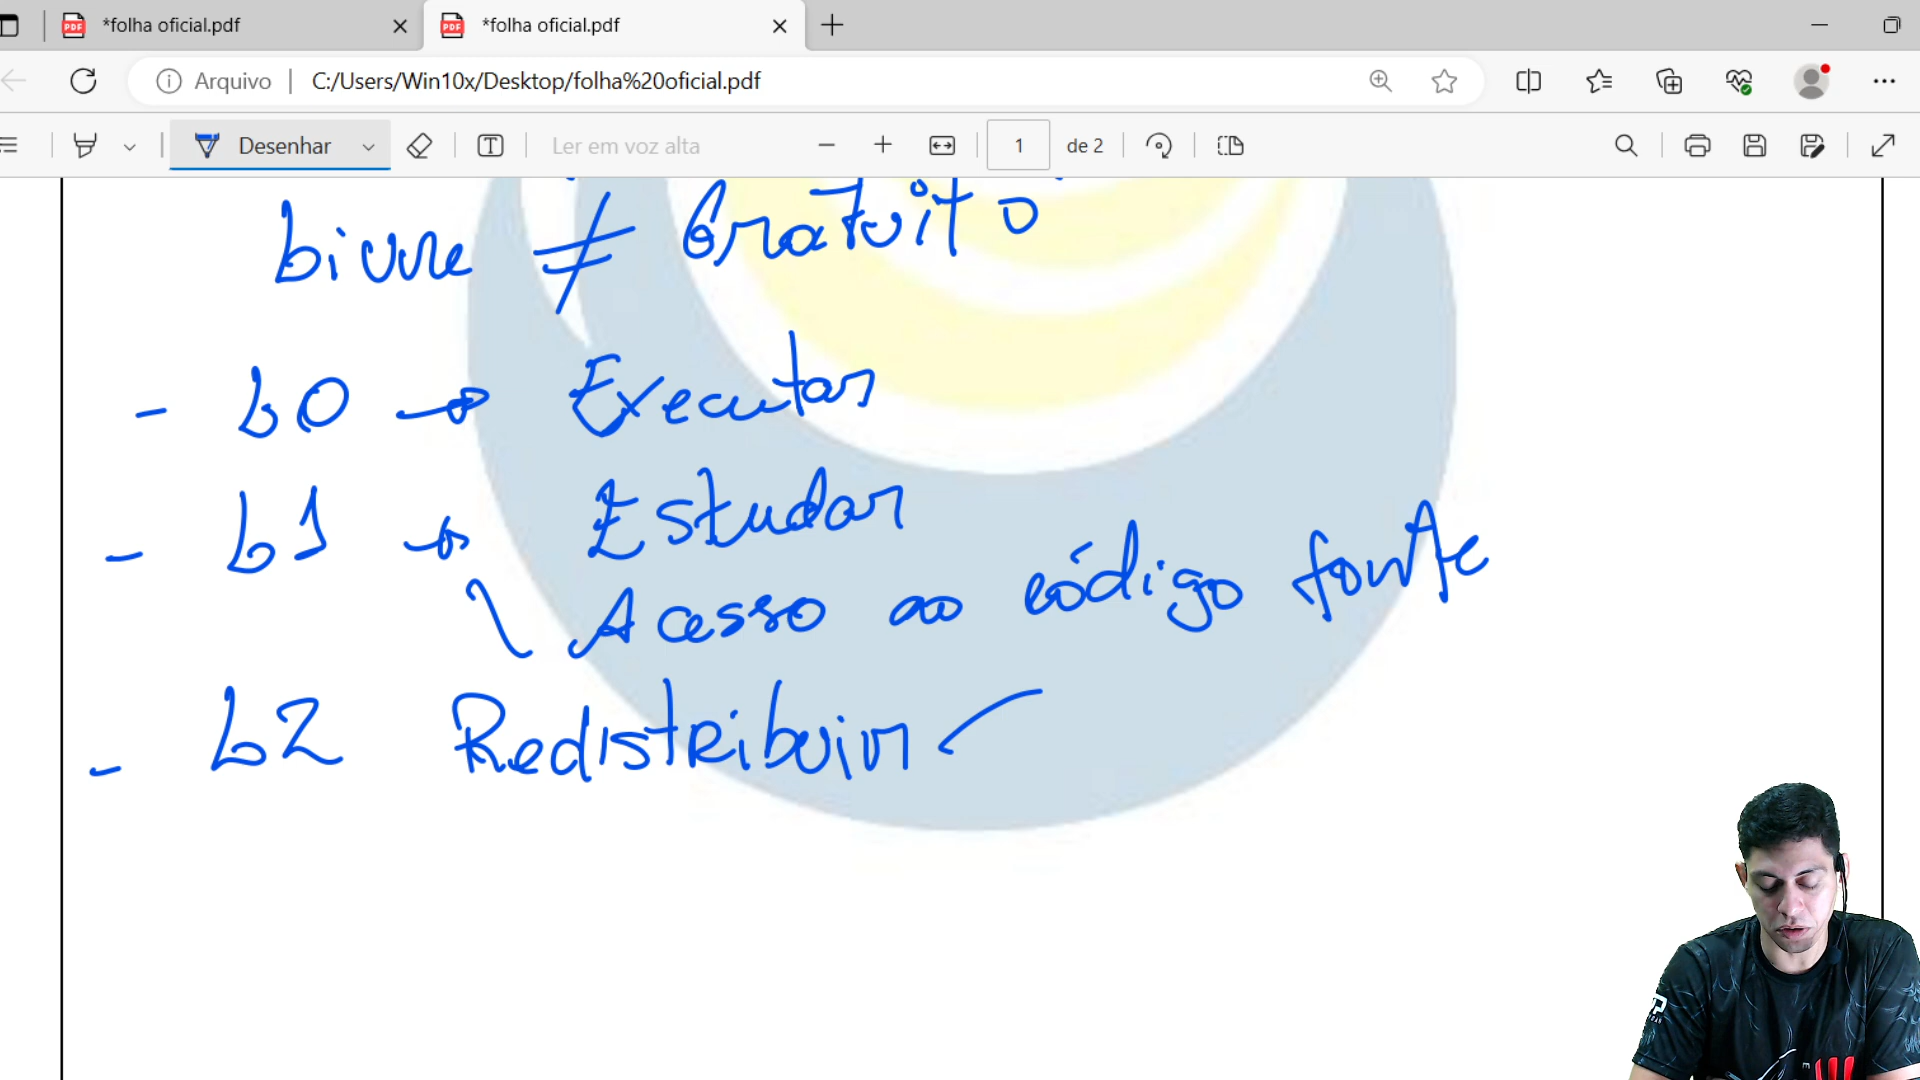 *folha oficial.pdf
*folha oficial.pdf
Arquivo
C:/Users/Win10x/Desktop/folha%20oficial.pdf
Desenhar
Ler em voz alta
1
de 2
Livre ≠ Gratuito
- L0 → Executar
- L1 → Estudar
Acesso ao código fonte
- L2 Redistribuir